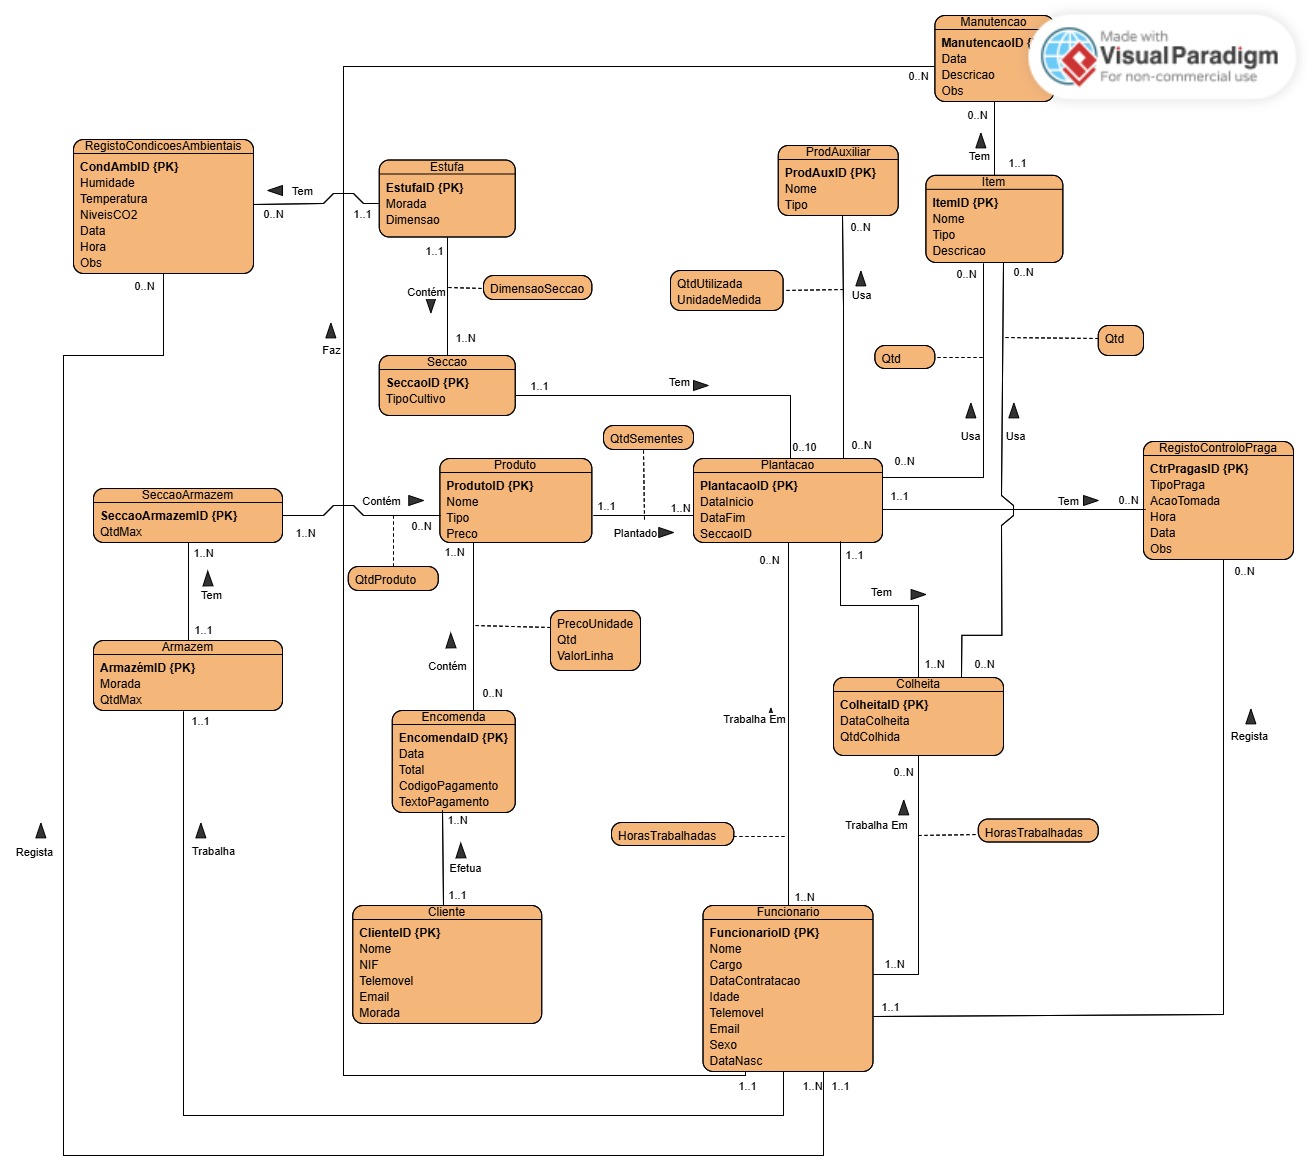 Manutencao
ManutencaoID {
Data
Descricao
Obs
Made with
Visual Paradigm
For non-commercial use
0..N
0..N
Tem
1..1
RegistoCondicoesAmbientais
CondAmbID {PK}
Humidade
Temperatura
NiveisCO2
Data
Hora
Obs
Tem
0..N
1..1
0..N
Estufa
EstufaID {PK}
Morada
Dimensao
1..1
Contém
DimensaoSeccao
1..N
ProdAuxiliar
ProdAuxID {PK}
Nome
Tipo
0..N
QtdUtilizada
UnidadeMedida
Usa
Item
ItemID {PK}
Nome
Tipo
Descricao
0..N
0..N
Qtd
Qtd
Usa
Usa
Faz
Seccao
SeccaoID {PK}
TipoCultivo
1..1
Tem
0..10
0..N
0..N
QtdSementes
SeccaoArmazem
SeccaoArmazemID {PK}
QtdMax
Contém
1..N
0..N
QtdProduto
Produto
ProdutoID {PK}
Nome
Tipo
Preco
1..1
1..N
Plantado
1..N
Plantacao
PlantacaoID {PK}
DataInicio
DataFim
SeccaoID
1..1
Tem
0..N
RegistoControloPraga
CtrPragasID {PK}
TipoPraga
AcaoTomada
Hora
Data
Obs
0..N
0..N
1..1
Tem
1..N
0..N
1..N
Tem
1..1
Armazem
ArmazémID {PK}
Morada
QtdMax
1..1
PrecoUnidade
Qtd
ValorLinha
Contém
0..N
Encomenda
EncomendaID {PK}
Data
Total
CodigoPagamento
TextoPagamento
1..N
Efetua
1..1
Colheita
ColheitaID {PK}
DataColheita
QtdColhida
0..N
Trabalha Em
Trabalha Em
HorasTrabalhadas
HorasTrabalhadas
Regista
Regista
Trabalha
1..N
1..N
1..1
Cliente
ClienteID {PK}
Nome
NIF
Telemovel
Email
Morada
Funcionario
FuncionarioID {PK}
Nome
Cargo
DataContratacao
Idade
Telemovel
Email
Sexo
DataNasc
1..1
1..N
1..1